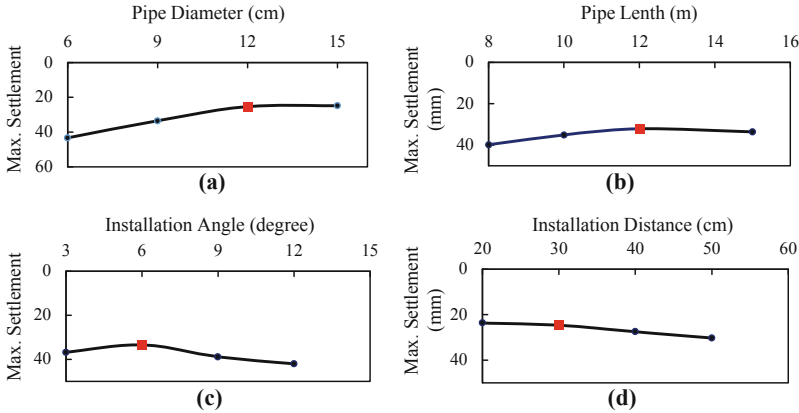 Pipe Diameter (cm)
6 9 12 15
Max. Settlement
0
20
40
60
(a)
Pipe Lenth (m)
8 10 12 14 16
Max. Settlement
(mm)
0
20
40
(b)
Installation Angle (degree)
3 6 9 12 15
Max. Settlement
0
20
40
(c)
Installation Distance (cm)
20 30 40 50 60
Max. Settlement
(mm)
0
20
40
(d)